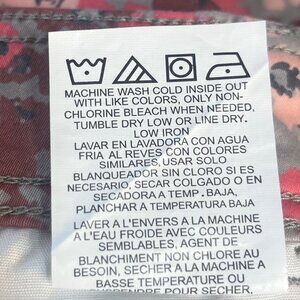 MACHINE WASH COLD INSIDE OUT
WITH LIKE COLORS, ONLY NON-
CHLORINE BLEACH WHEN NEEDED,
TUMBLE DRY LOW OR LINE DRY.
LOW IRON
LAVAR EN LAVADORA CON AGUA
FRIA AL REVES CON COLORES
SIMILARES, USAR SOLO
BLANQUEADOR SIN CLORO SI ES
NECESARIO, SECAR COLGADO O EN
SECADORA A TEMP. BAJA,
PLANCHAR A TEMPERATURA BAJA
LAVER A L'ENVERS A LA MACHINE
A L'EAU FROIDE AVEC COULEURS
SEMBLABLES, AGENT DE
BLANCHIMENT NON CHLORE AU
BESOIN, SECHER A LA MACHINE A
BASSE TEMPERATURE OU
SUSPENDRE POUR SECHER,